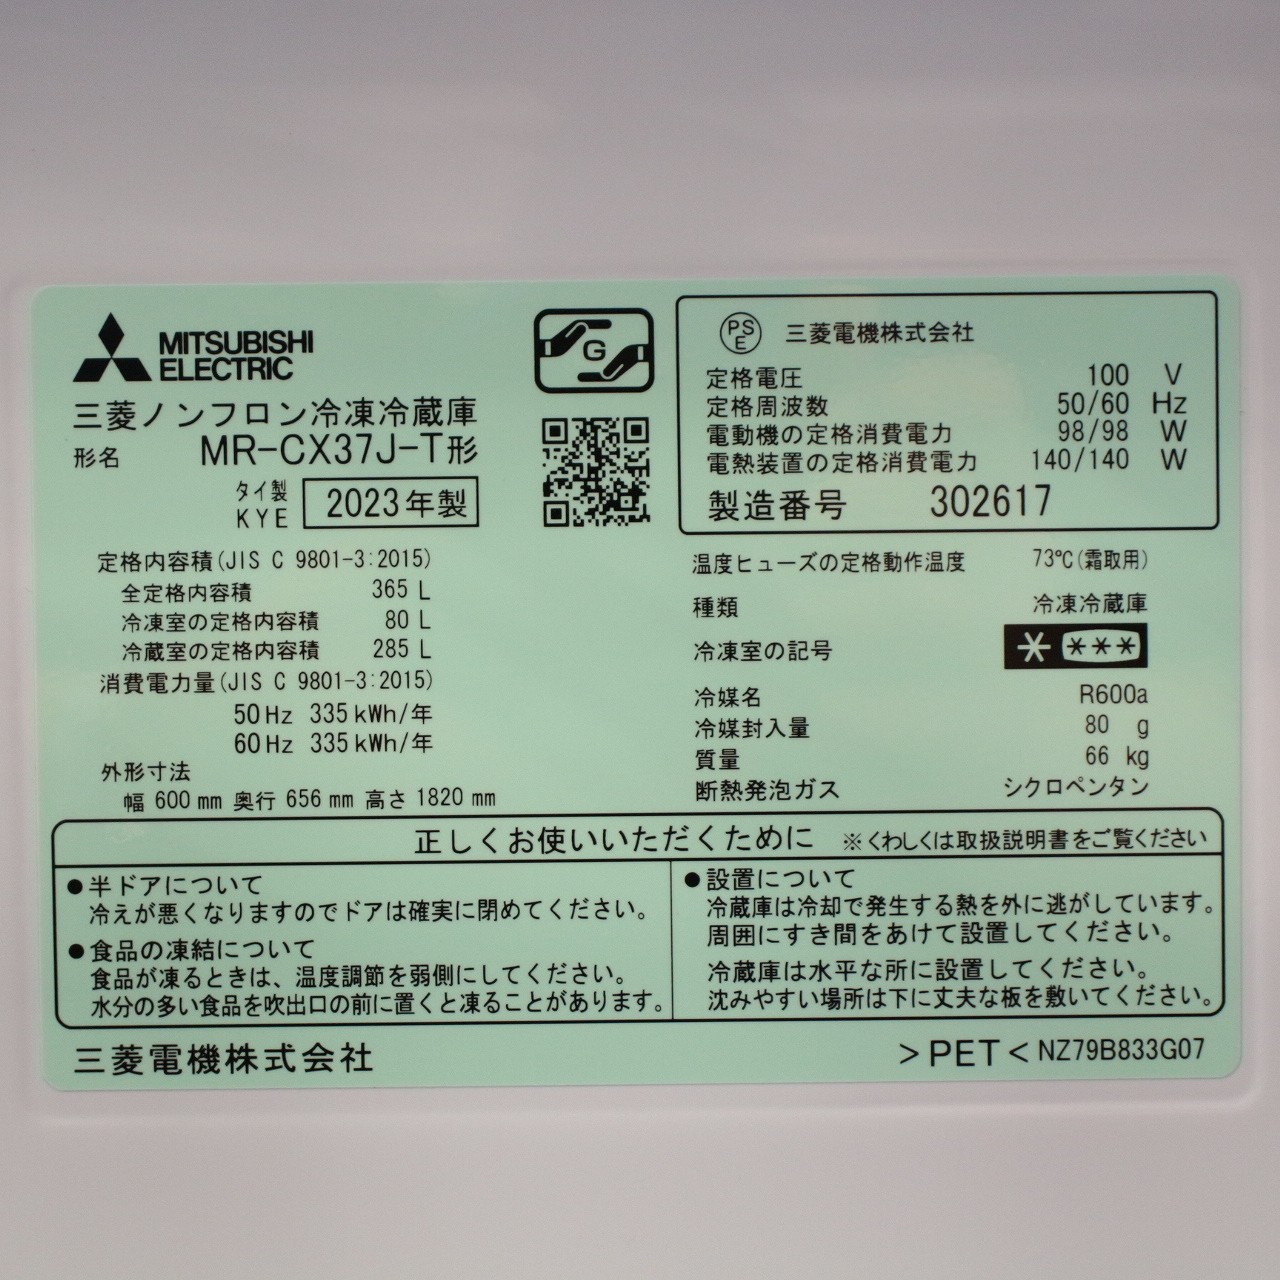 MITSUBISHI
ELECTRIC
三菱ノンフロン冷凍冷蔵庫
形名 MR-CX37J-T形
タイ製
KYE 2023年製
G
定格内容積(JIS C 9801-3:2015)
全定格内容積 365 L
冷凍室の定格内容積 80 L
冷蔵室の定格内容積 285 L
消費電力量(JIS C 9801-3:2015)
50Hz 335kWh/年
60Hz 335kWh/年
外形寸法
幅 600mm 奥行 656mm 高さ 1820mm
PSE 三菱電機株式会社
定格電圧 100 V
定格周波数 50/60 Hz
電動機の定格消費電力 98/98 W
電熱装置の定格消費電力 140/140 W
製造番号 302617
温度ヒューズの定格動作温度 73℃(霜取用)
種類 冷凍冷蔵庫
冷凍室の記号 * ***
冷媒名 R600a
冷媒封入量 80 g
質量 66 kg
断熱発泡ガス シクロペンタン
正しくお使いいただくために ※くわしくは取扱説明書をご覧ください
●半ドアについて
冷えが悪くなりますのでドアは確実に閉めてください。
●食品の凍結について
食品が凍るときは、温度調節を弱側にしてください。
水分の多い食品を吹出口の前に置くと凍ることがあります。
●設置について
冷蔵庫は冷却で発生する熱を外に逃がしています。
周囲にすき間をあけて設置してください。
冷蔵庫は水平な所に設置してください。
沈みやすい場所は下に丈夫な板を敷いてください。
三菱電機株式会社
>PET< NZ79B833G07